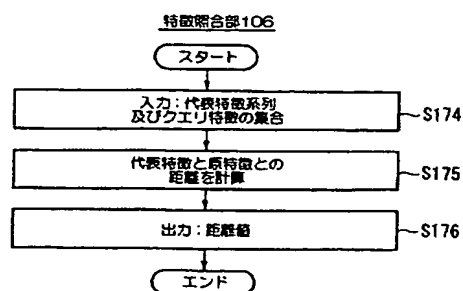 特徴照合部106
スタート
入力：代表特徴系列
及びクエリ特徴の集合
S174
代表特徴と原特徴との
距離を計算
S175
出力：距離値
S176
エンド